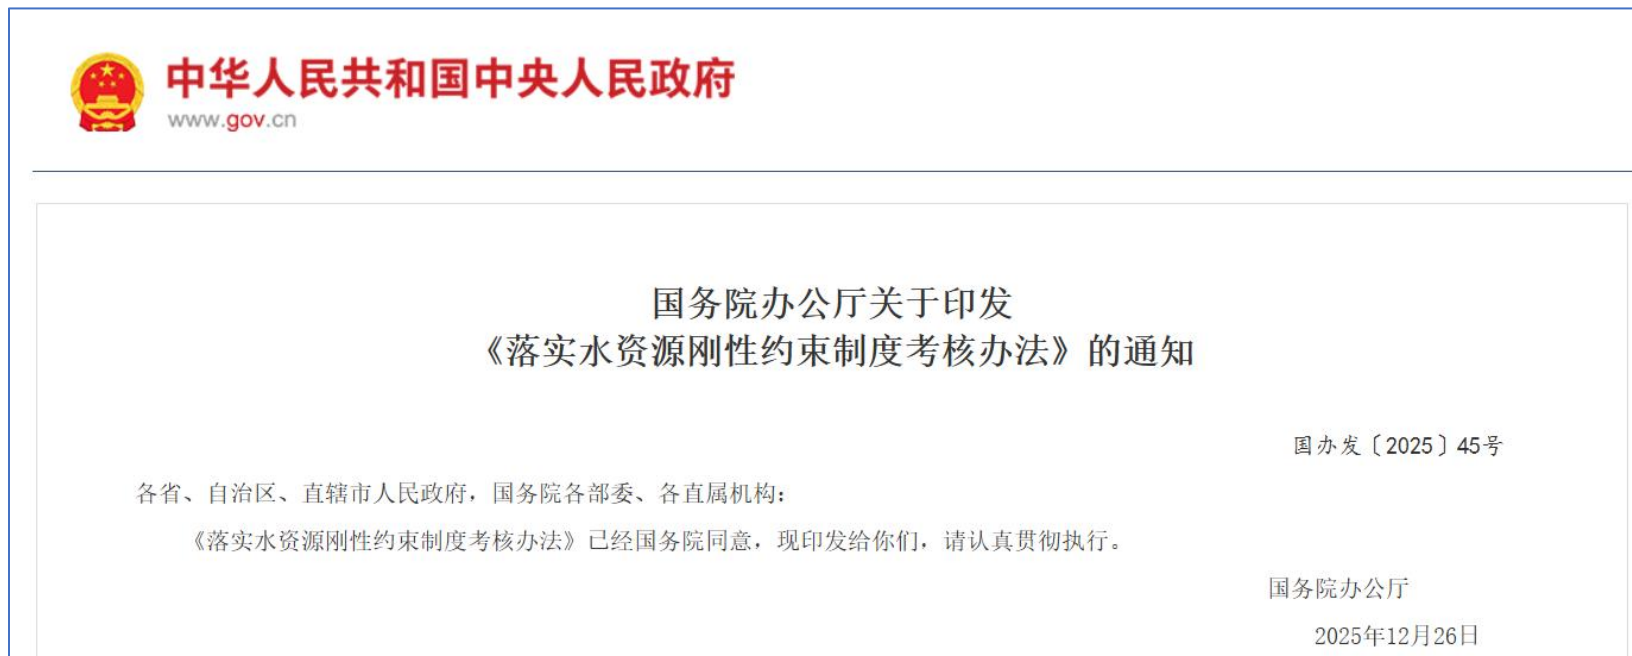 中华人民共和国中央人民政府
www.gov.cn
国务院办公厅关于印发
《落实水资源刚性约束制度考核办法》的通知
国办发〔2025〕45号
各省、自治区、直辖市人民政府，国务院各部委、各直属机构：
《落实水资源刚性约束制度考核办法》已经国务院同意，现印发给你们，请认真贯彻执行。
国务院办公厅
2025年12月26日